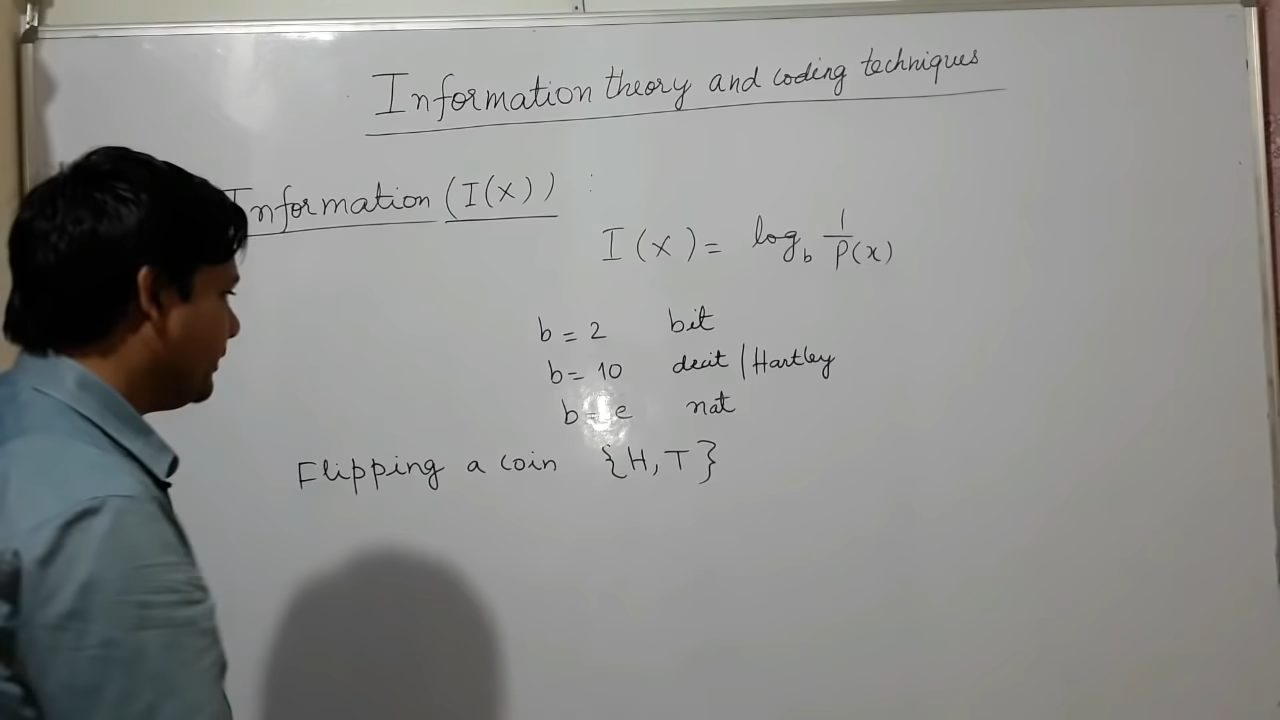 Information theory and coding techniques
Information (I(X)) :
I(X) = log_b 1/P(x)
b = 2 bit
b = 10 decit / Hartley
b = e nat
Flipping a coin {H, T}